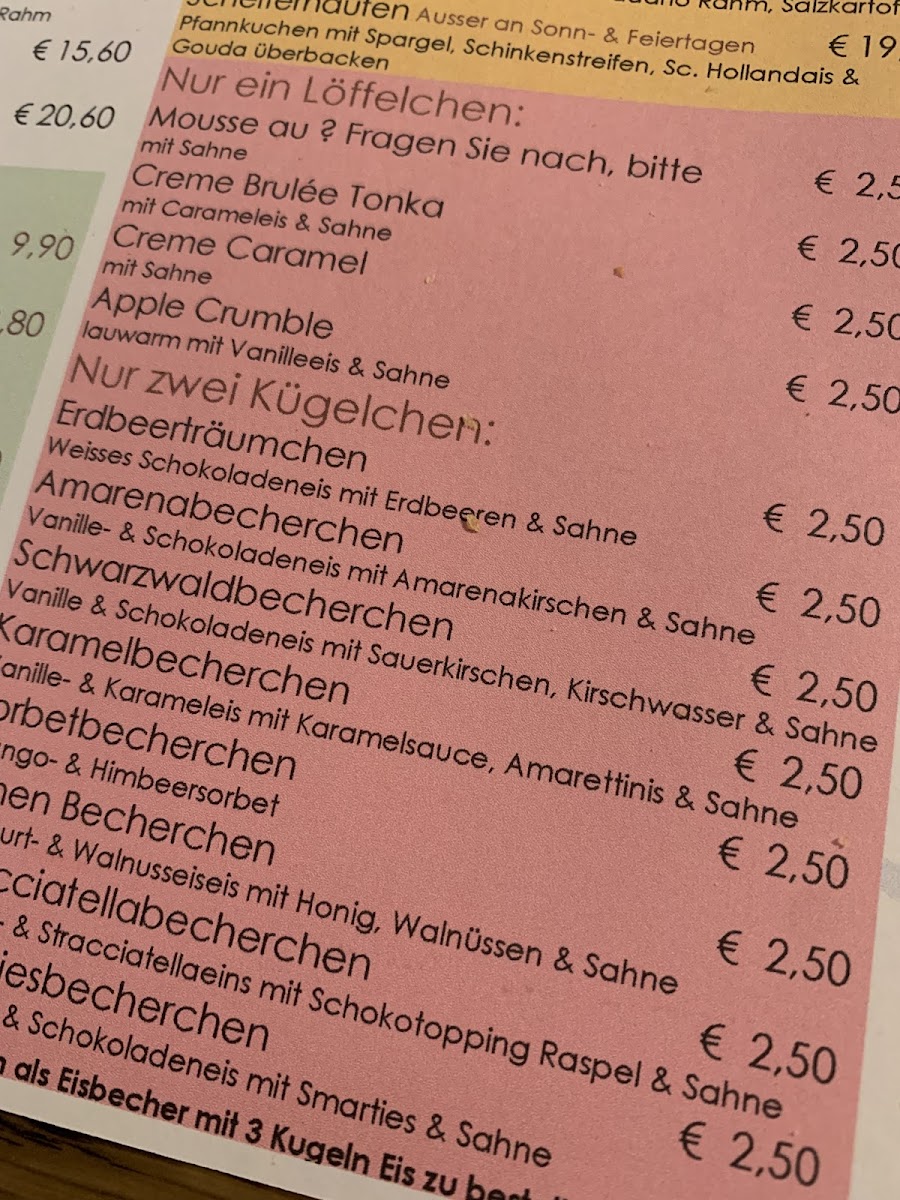 Rahm
€ 15,60
€ 20,60
9,90
,80
Rahm, Salzkartof
Ausser an Sonn- & Feiertagen € 19,
Pfannkuchen mit Spargel, Schinkenstreifen, Sc. Hollandais &
Gouda überbacken
Nur ein Löffelchen:
Mousse au ? Fragen Sie nach, bitte € 2,5
mit Sahne
Creme Brulée Tonka € 2,50
mit Carameleis & Sahne
Creme Caramel € 2,50
mit Sahne
Apple Crumble € 2,50
lauwarm mit Vanilleeis & Sahne
Nur zwei Kügelchen:
Erdbeerträumchen € 2,50
Weisses Schokoladeneis mit Erdbeeren & Sahne
Amarenabecherchen € 2,50
Vanille- & Schokoladeneis mit Amarenakirschen & Sahne
Schwarzwaldbecherchen € 2,50
Vanille & Schokoladeneis mit Sauerkirschen, Kirschwasser & Sahne
Karamelbecherchen € 2,50
anille- & Karameleis mit Karamelsauce, Amarettinis & Sahne
orbetbecherchen € 2,50
ngo- & Himbeersorbet
nen Becherchen € 2,50
urt- & Walnusseiseis mit Honig, Walnüssen & Sahne
cciatellabecherchen € 2,50
- & Stracciatellaeins mit Schokotopping Raspel & Sahne
iesbecherchen € 2,50
& Schokoladeneis mit Smarties & Sahne
n als Eisbecher mit 3 Kugeln Eis zu